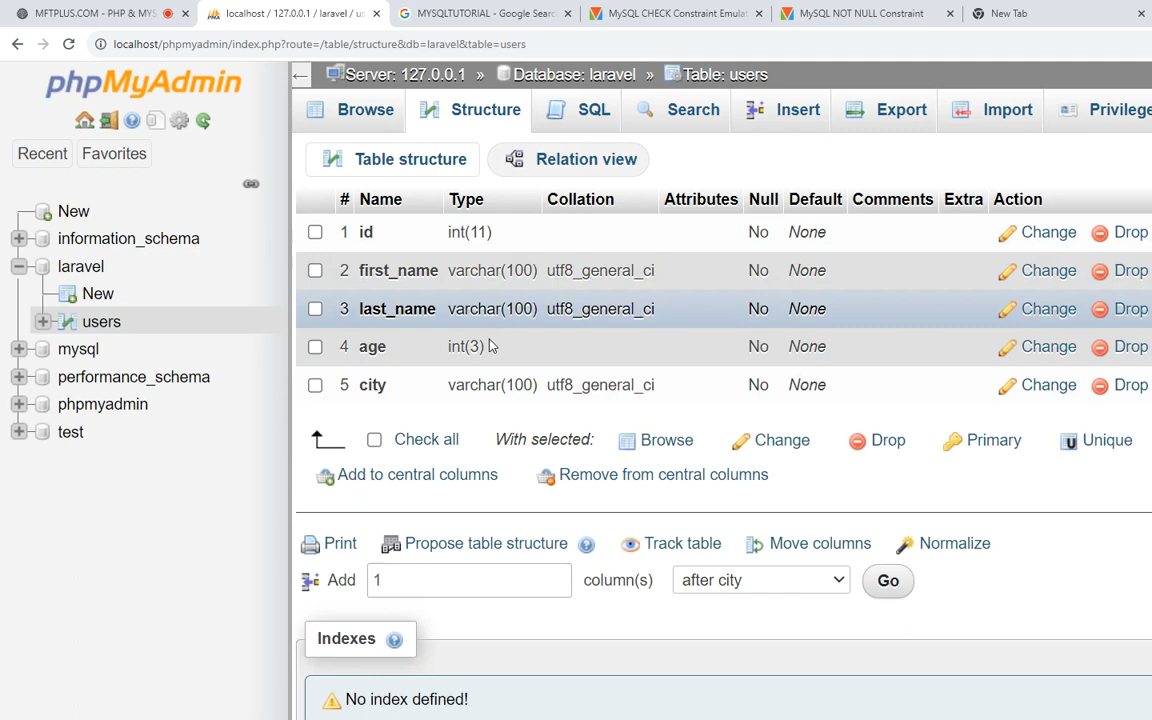 MFTPLUS.COM - PHP & MYS
localhost / 127.0.0.1 / laravel / us
MYSQLTUTORIAL - Google Searc
MySQL CHECK Constraint Emulat
MySQL NOT NULL Constraint
New Tab
localhost/phpmyadmin/index.php?route=/table/structure&db=laravel&table=users
phpMyAdmin
Recent Favorites
New
information_schema
laravel
New
users
mysql
performance_schema
phpmyadmin
test
Server: 127.0.0.1 » Database: laravel » Table: users
Browse Structure SQL Search Insert Export Import Privilege
Table structure Relation view
# Name Type Collation Attributes Null Default Comments Extra Action
1 id int(11) No None Change Drop
2 first_name varchar(100) utf8_general_ci No None Change Drop
3 last_name varchar(100) utf8_general_ci No None Change Drop
4 age int(3) No None Change Drop
5 city varchar(100) utf8_general_ci No None Change Drop
Check all With selected: Browse Change Drop Primary Unique
Add to central columns Remove from central columns
Print Propose table structure Track table Move columns Normalize
Add 1 column(s) after city Go
Indexes
No index defined!